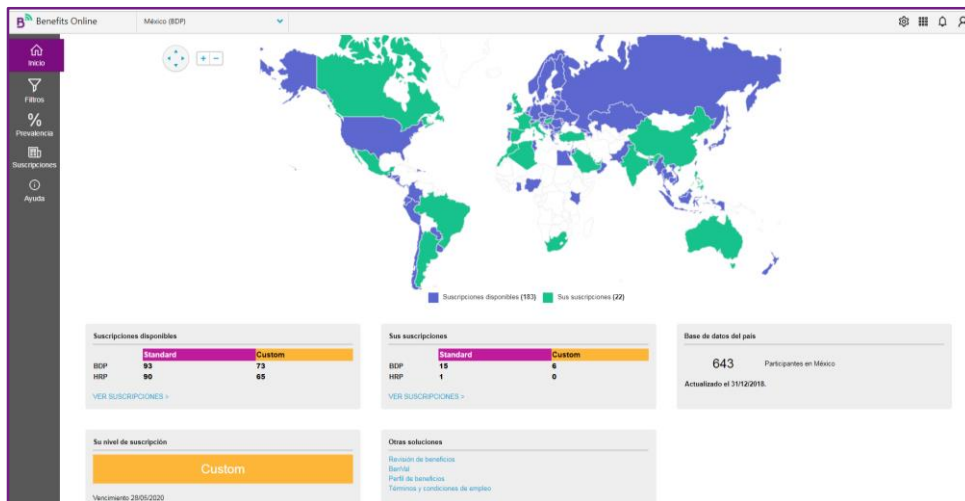 Benefits Online
México (BDP)
Inicio
Filtros
Prevalencia
Suscripciones
Ayuda
Suscripciones disponibles (183) Sus suscripciones (22)
Suscripciones disponibles
Standard Custom
BDP 93 73
HRP 90 65
VER SUSCRIPCIONES >
Sus suscripciones
Standard Custom
BDP 15 6
HRP 1 0
VER SUSCRIPCIONES >
Base de datos del país
643 Participantes en México
Actualizado el 31/12/2018.
Su nivel de suscripción
Custom
Vencimiento 28/05/2020
Otras soluciones
Revisión de beneficios
BenVal
Perfil de beneficios
Términos y condiciones de empleo